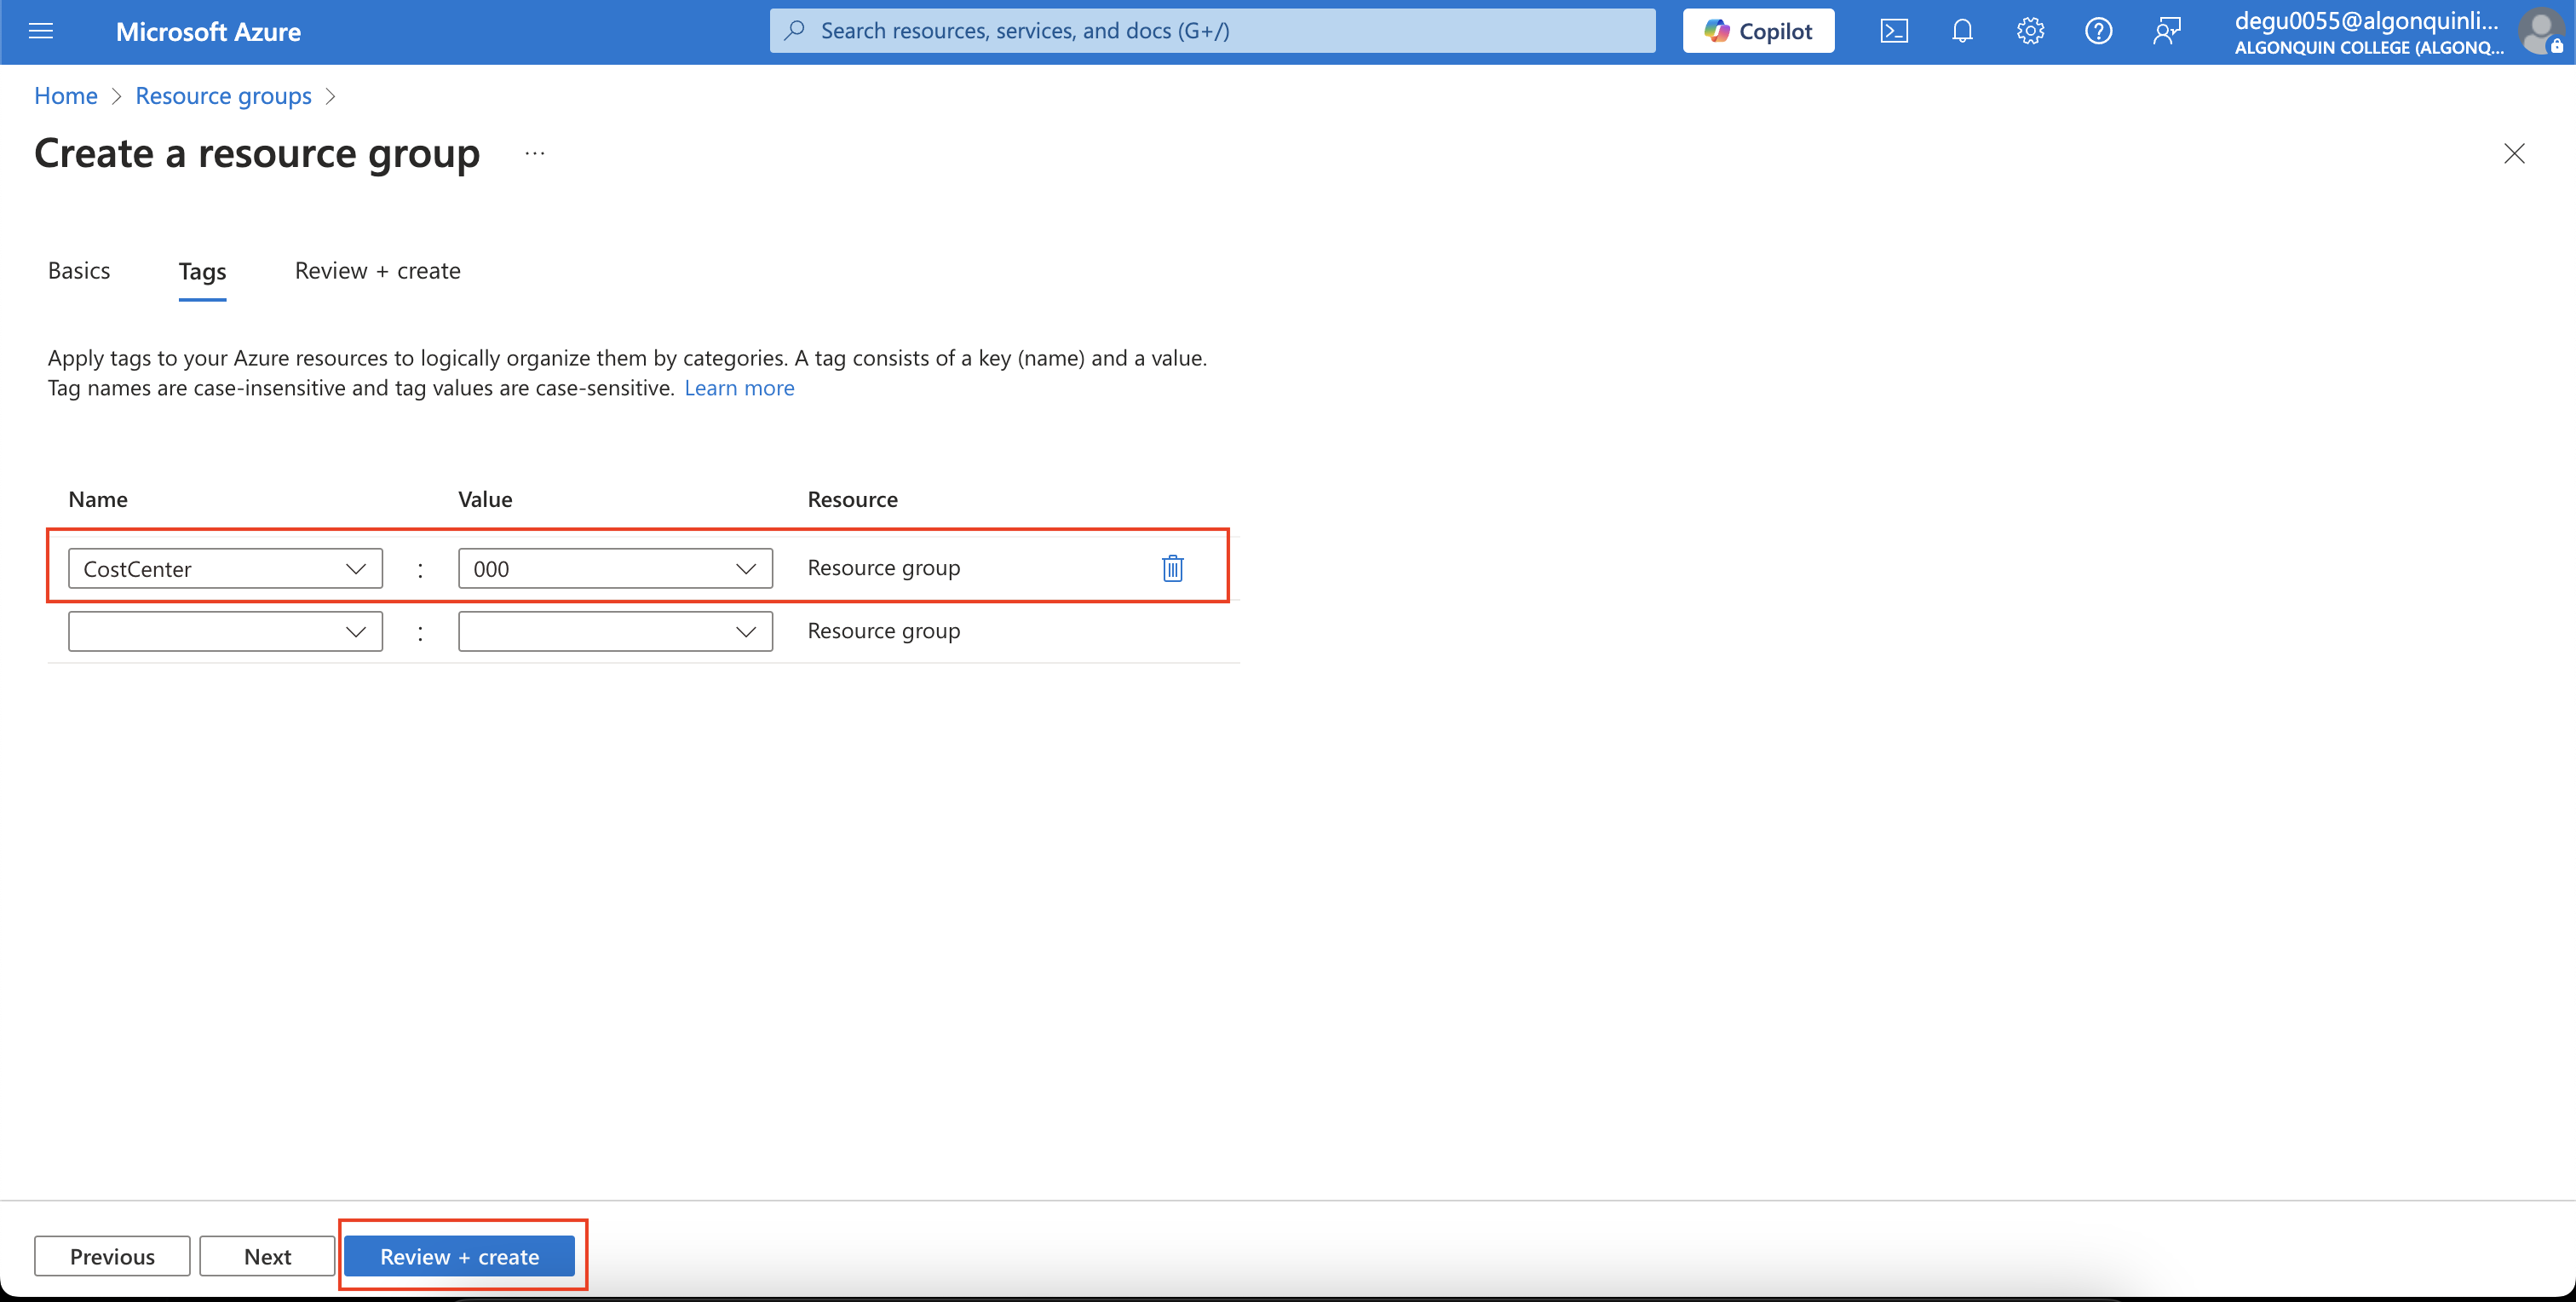 Microsoft Azure
Search resources, services, and docs (G+/)
Copilot
degu0055@algonquinli...
ALGONQUIN COLLEGE (ALGONQ...
Home > Resource groups >
Create a resource group ...
Basics Tags Review + create
Apply tags to your Azure resources to logically organize them by categories. A tag consists of a key (name) and a value.
Tag names are case-insensitive and tag values are case-sensitive. Learn more
Name Value Resource
CostCenter : 000 Resource group
: Resource group
Previous Next Review + create